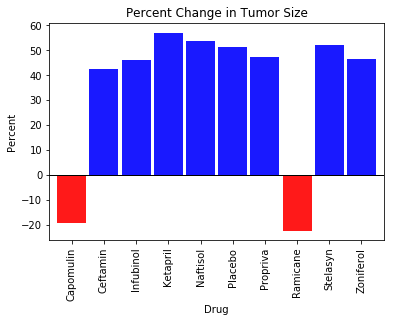 Percent Change in Tumor Size
Percent
60
50
40
30
20
10
0
−10
−20
Capomulin
Ceftamin
Infubinol
Ketapril
Naftisol
Placebo
Propriva
Ramicane
Stelasyn
Zoniferol
Drug